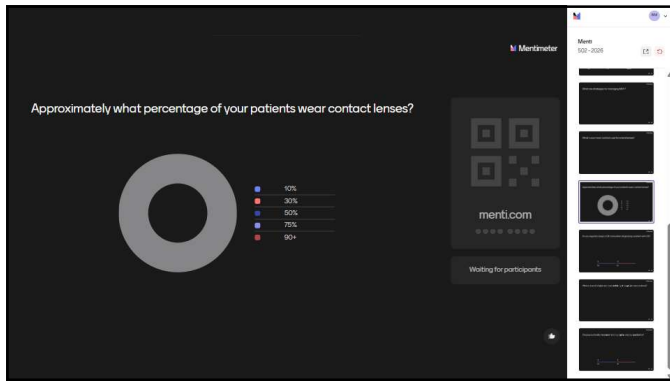 Mentimeter
Approximately what percentage of your patients wear contact lenses?
10%
30%
50%
75%
90+
menti.com
Waiting for participants
Menti
S02 - 2026